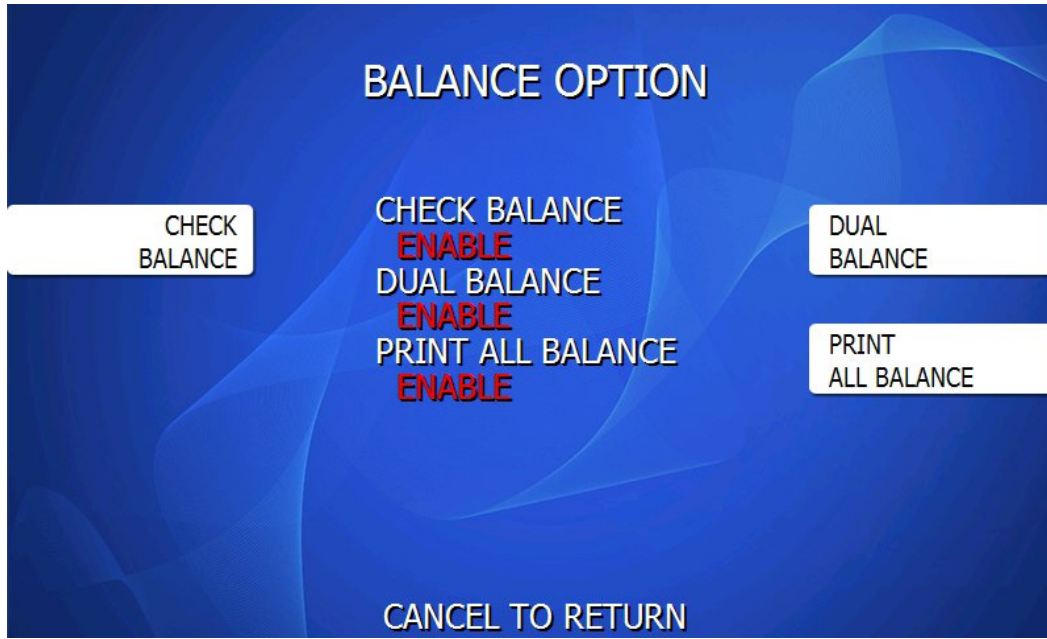 BALANCE OPTION
CHECK
BALANCE
CHECK BALANCE
ENABLE
DUAL BALANCE
ENABLE
PRINT ALL BALANCE
ENABLE
DUAL
BALANCE
PRINT
ALL BALANCE
CANCEL TO RETURN